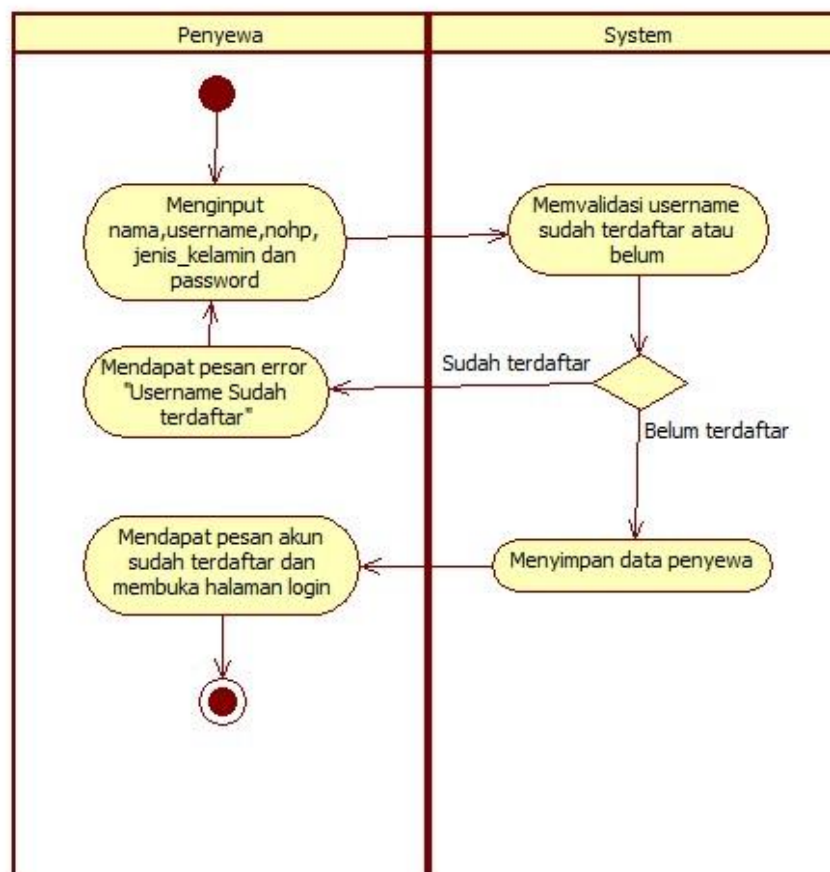 Penyewa
System
Menginput
nama,username,nohp,
jenis_kelamin dan
password
Memvalidasi username
sudah terdaftar atau
belum
Mendapat pesan error
"Username Sudah
terdaftar"
Sudah terdaftar
Belum terdaftar
Mendapat pesan akun
sudah terdaftar dan
membuka halaman login
Menyimpan data penyewa